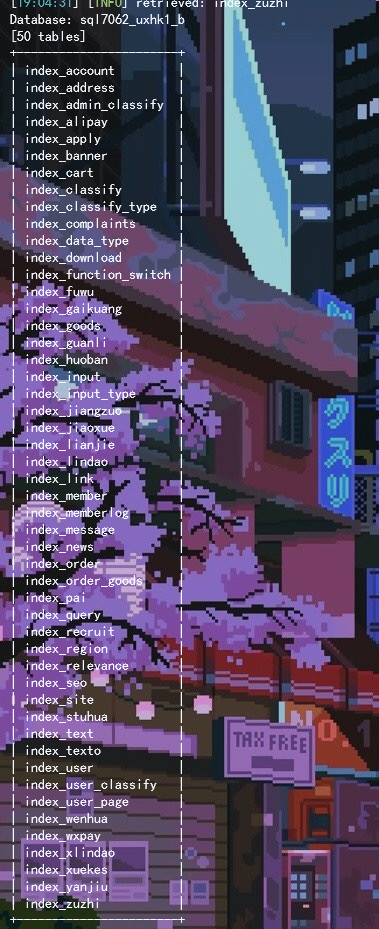 [19:04:31] [INFO] retrieved: index_zuzhi
Database: sql7062_uxhk1_b
[50 tables]
+-------------------------+
| index_account |
| index_address |
| index_admin_classify |
| index_alipay |
| index_apply |
| index_banner |
| index_cart |
| index_classify |
| index_classify_type |
| index_complaints |
| index_data_type |
| index_download |
| index_function_switch |
| index_fuwu |
| index_gaikuang |
| index_goods |
| index_guanli |
| index_huoban |
| index_input |
| index_input_type |
| index_jiangzuo |
| index_jiaoxue |
| index_lianjie |
| index_lindao |
| index_link |
| index_member |
| index_memberlog |
| index_message |
| index_news |
| index_order |
| index_order_goods |
| index_pai |
| index_query |
| index_recruit |
| index_region |
| index_relevance |
| index_seo |
| index_site |
| index_stuhua |
| index_text |
| index_texto |
| index_user |
| index_user_classify |
| index_user_page |
| index_wenhua |
| index_wxpay |
| index_xlindao |
| index_xuekes |
| index_yanjiu |
| index_zuzhi |
+-------------------------+
クスリ
NO.1
TAX FREE